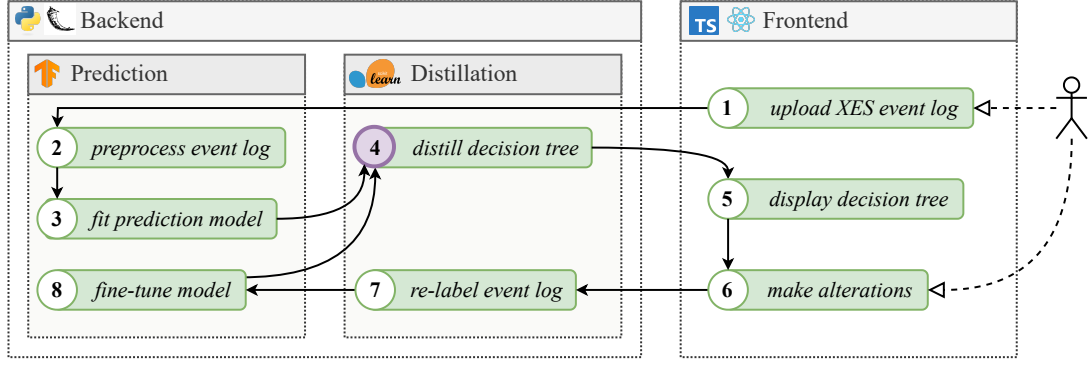 Backend
TS
Frontend
Prediction
learn
Distillation
1 upload XES event log
2 preprocess event log
4 distill decision tree
3 fit prediction model
5 display decision tree
8 fine-tune model
7 re-label event log
6 make alterations